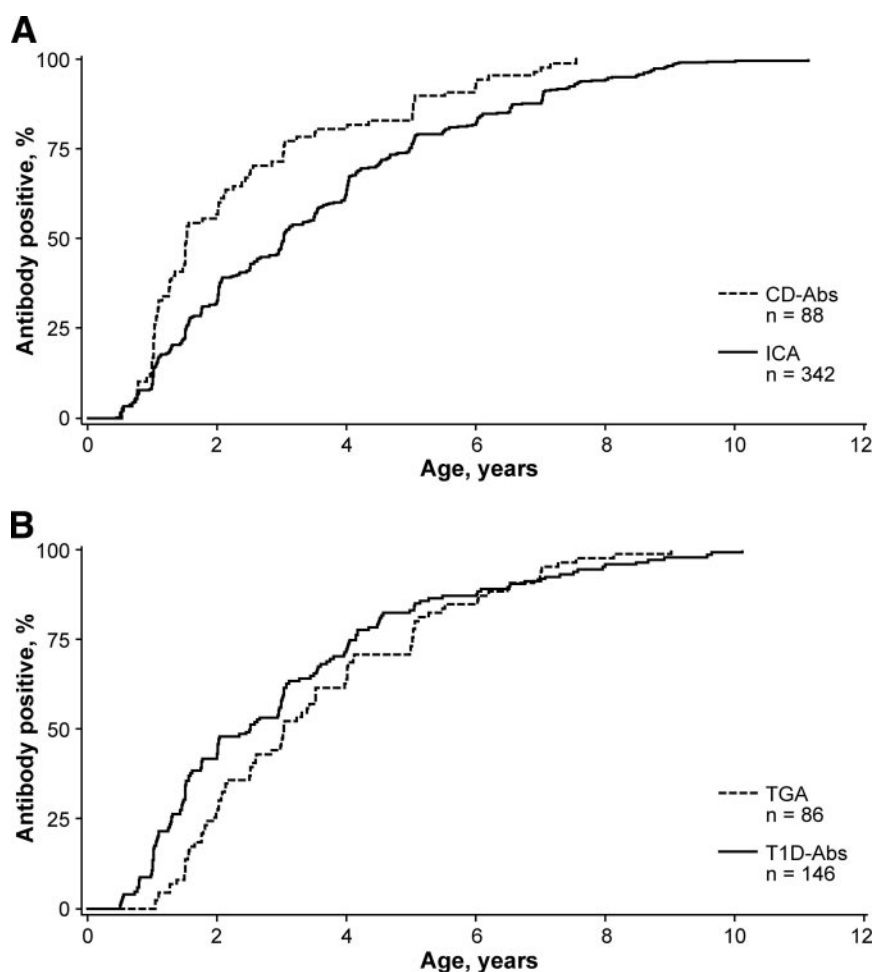 A
100
75
50
25
0
Antibody positive, %
CD-Abs
n = 88
ICA
n = 342
0 2 4 6 8 10 12
Age, years
B
100
75
50
25
0
Antibody positive, %
TGA
n = 86
T1D-Abs
n = 146
0 2 4 6 8 10 12
Age, years